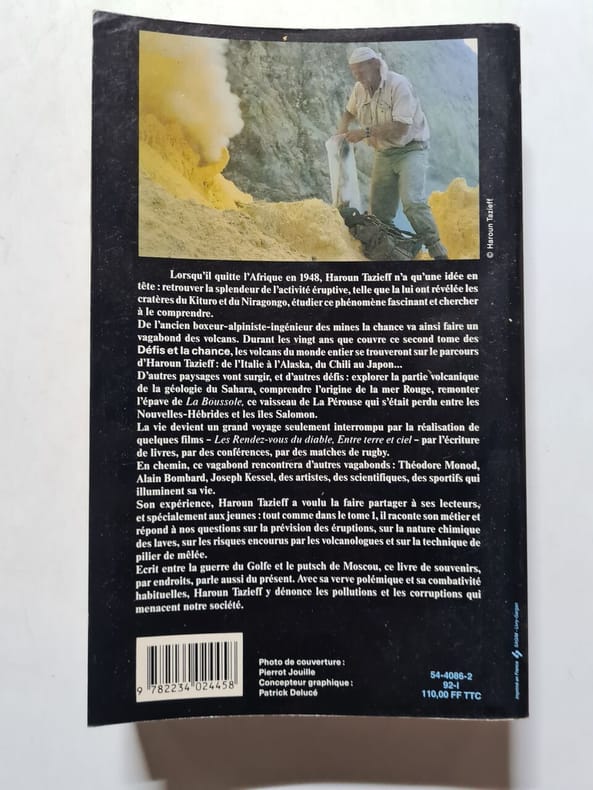 © Haroun Tazieff
Lorsqu'il quitte l'Afrique en 1948, Haroun Tazieff n'a qu'une idée en
tête : retrouver la splendeur de l'activité éruptive, telle que la lui ont révélée les
cratères du Kituro et du Niragongo, étudier ce phénomène fascinant et chercher
à le comprendre.
De l'ancien boxeur-alpiniste-ingénieur des mines la chance va ainsi faire un
vagabond des volcans. Durant les vingt ans que couvre ce second tome des
Défis et la chance, les volcans du monde entier se trouveront sur le parcours
d'Haroun Tazieff : de l'Italie à l'Alaska, du Chili au Japon...
D'autres paysages vont surgir, et d'autres défis : explorer la partie volcanique
de la géologie du Sahara, comprendre l'origine de la mer Rouge, remonter
l'épave de La Boussole, ce vaisseau de La Pérouse qui s'était perdu entre les
Nouvelles-Hébrides et les îles Salomon.
La vie devient un grand voyage seulement interrompu par la réalisation de
quelques films – Les Rendez-vous du diable, Entre terre et ciel – par l'écriture
de livres, par des conférences, par des matches de rugby.
En chemin, ce vagabond rencontrera d'autres vagabonds : Théodore Monod,
Alain Bombard, Joseph Kessel, des artistes, des scientifiques, des sportifs qui
illuminent sa vie.
Son expérience, Haroun Tazieff a voulu la faire partager à ses lecteurs,
et spécialement aux jeunes : tout comme dans le tome I, il raconte son métier et
répond à nos questions sur la prévision des éruptions, sur la nature chimique
des laves, sur les risques encourus par les volcanologues et sur la technique de
pilier de mêlée.
Ecrit entre la guerre du Golfe et le putsch de Moscou, ce livre de souvenirs,
par endroits, parle aussi du présent. Avec sa verve polémique et sa combativité
habituelles, Haroun Tazieff y dénonce les pollutions et les corruptions qui
menacent notre société.
9 782234 024458
Photo de couverture :
Pierrot Jouille
Concepteur graphique :
Patrick Delucé
54-4086-2
92-I
110,00 FF TTC
Imprimé en France SAGIM - Livry-Gargan